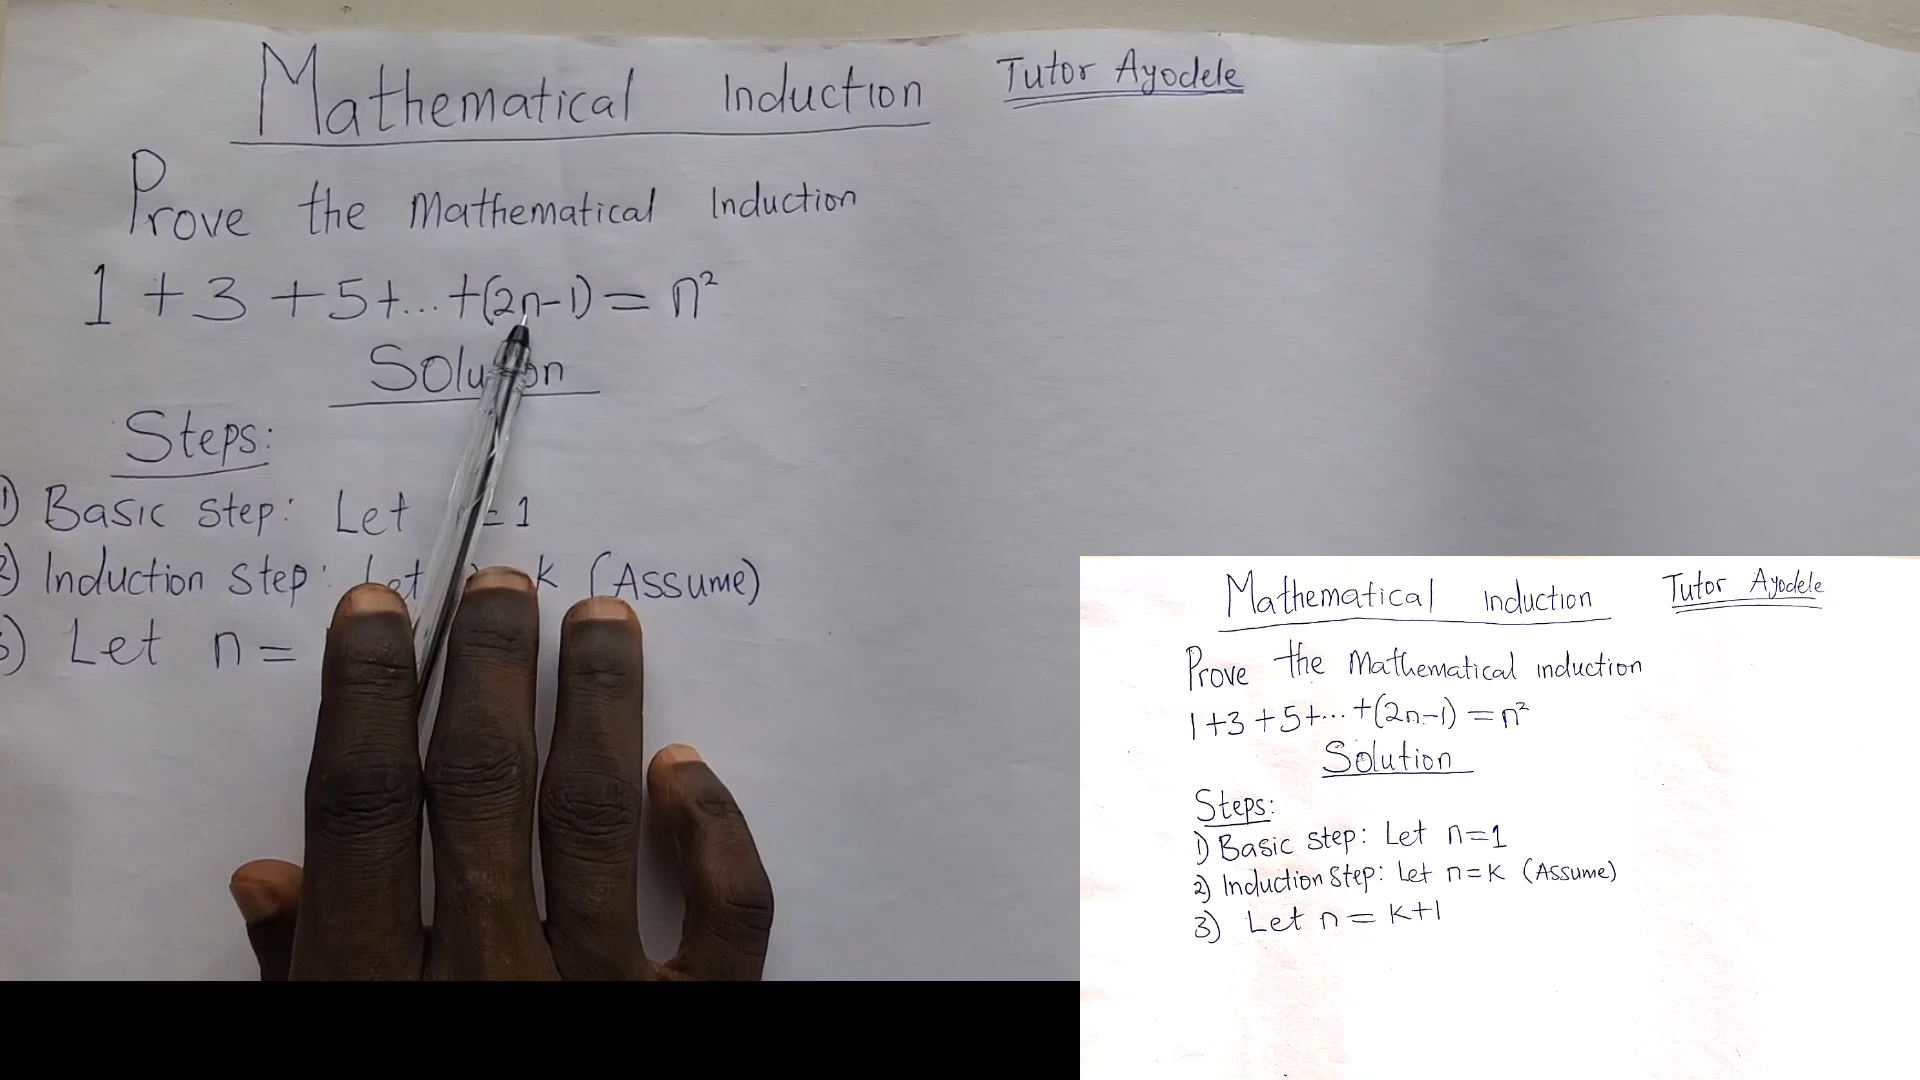 Mathematical Induction Tutor Ayodele
Prove the Mathematical Induction
1 + 3 + 5 + ... + (2n-1) = n²
Steps:
Basic step: Let = 1
Induction step: Let k (Assume)
3) Let n =
Mathematical induction Tutor Ayodele
Prove the Mathematical induction
1+3+5+...+(2n-1) = n²
Solution
Steps:
1) Basic step: Let n=1
2) Induction step: Let n=k (Assume)
3) Let n = k+1